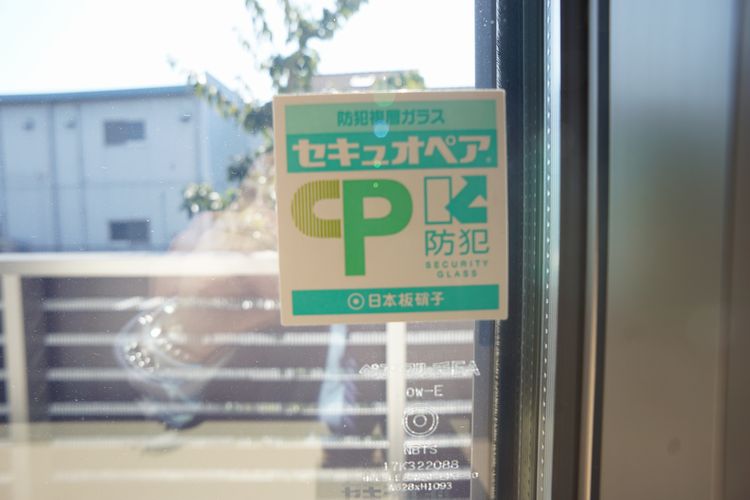 防犯複層ガラス
セキュオペア
CP
防犯
SECURITY
GLASS
日本板硝子
ow-E
NBTS
17K322088